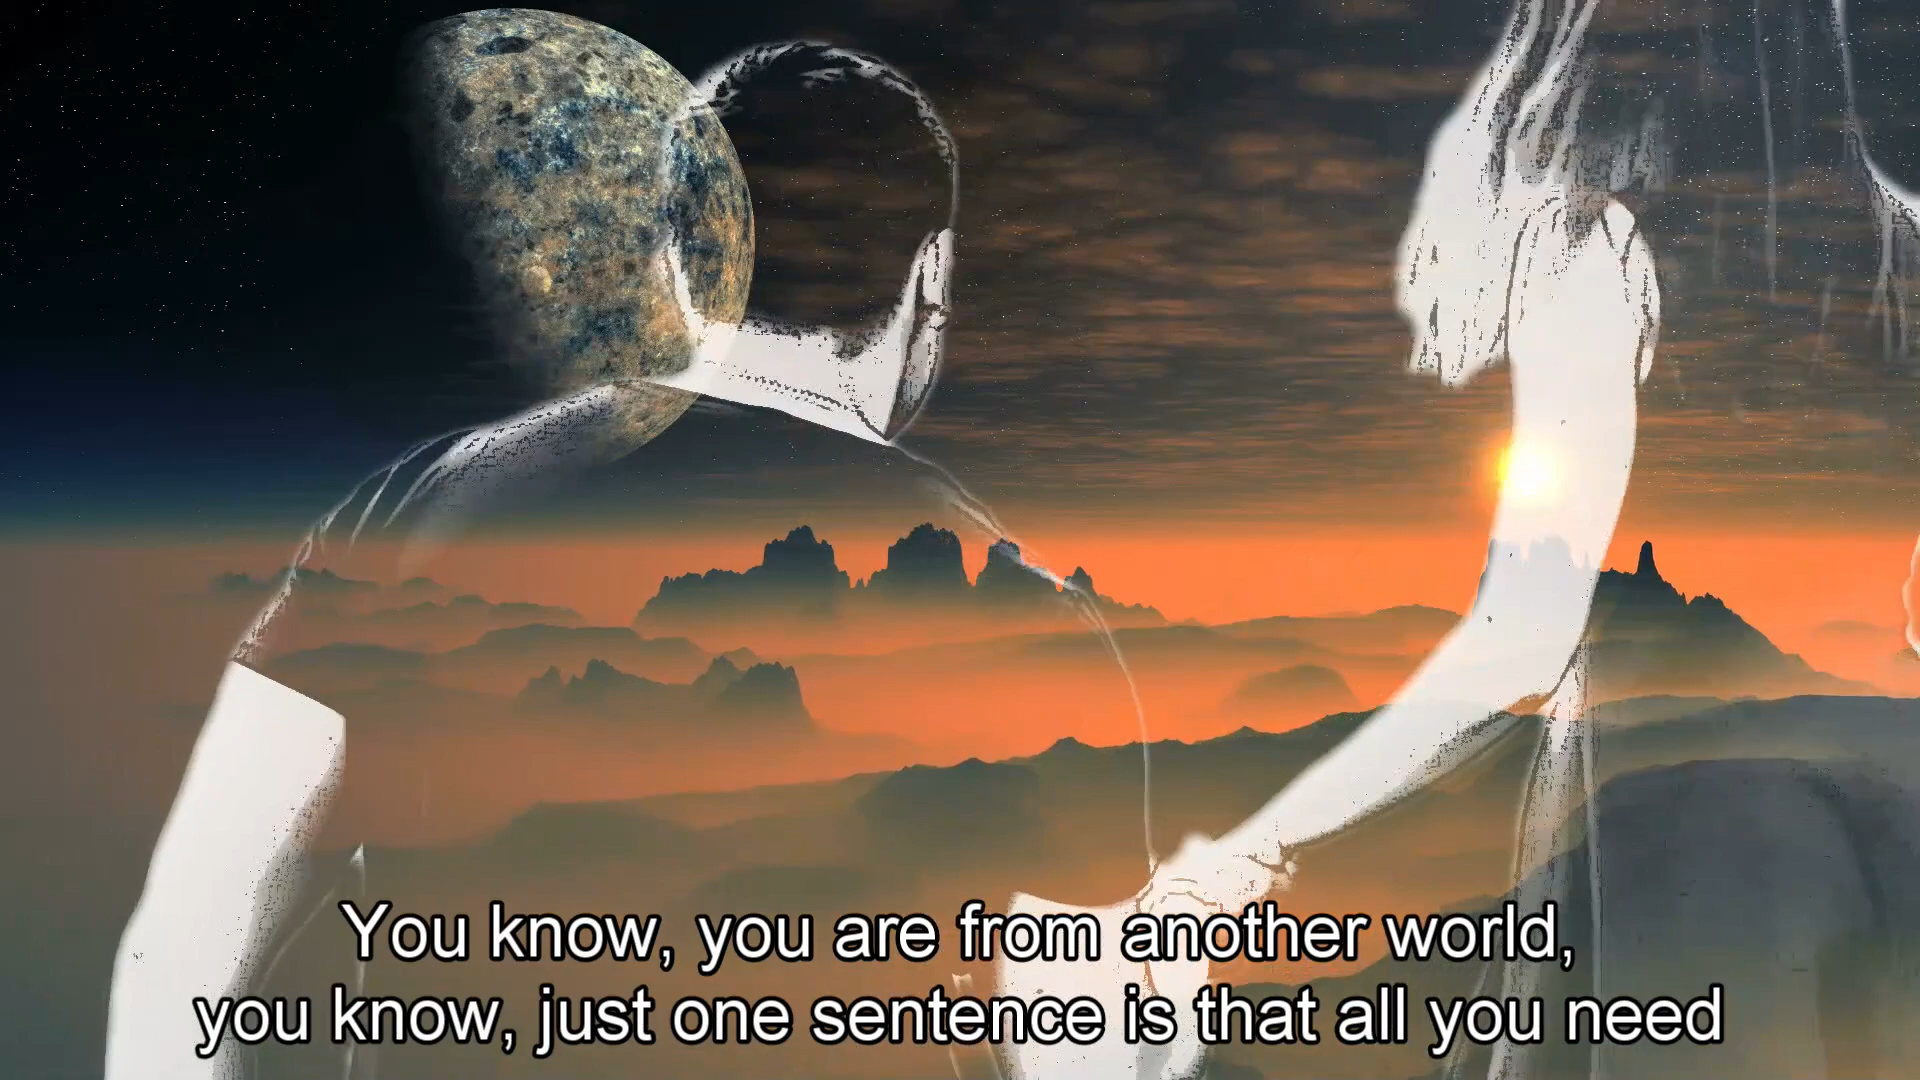 You know, you are from another world,
you know, just one sentence is that all you need